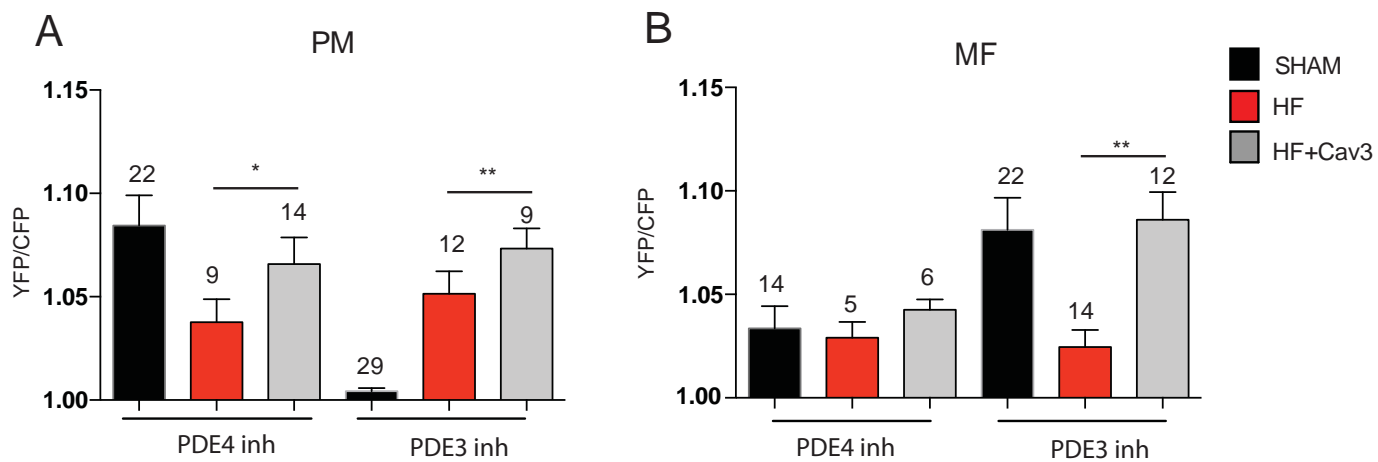 A
PM
1.15
1.10
1.05
1.00
YFP/CFP
22
9
*
14
29
12
**
9
PDE4 inh
PDE3 inh
B
MF
1.15
1.10
1.05
1.00
YFP/CFP
14
5
6
22
14
**
12
PDE4 inh
PDE3 inh
SHAM
HF
HF+Cav3